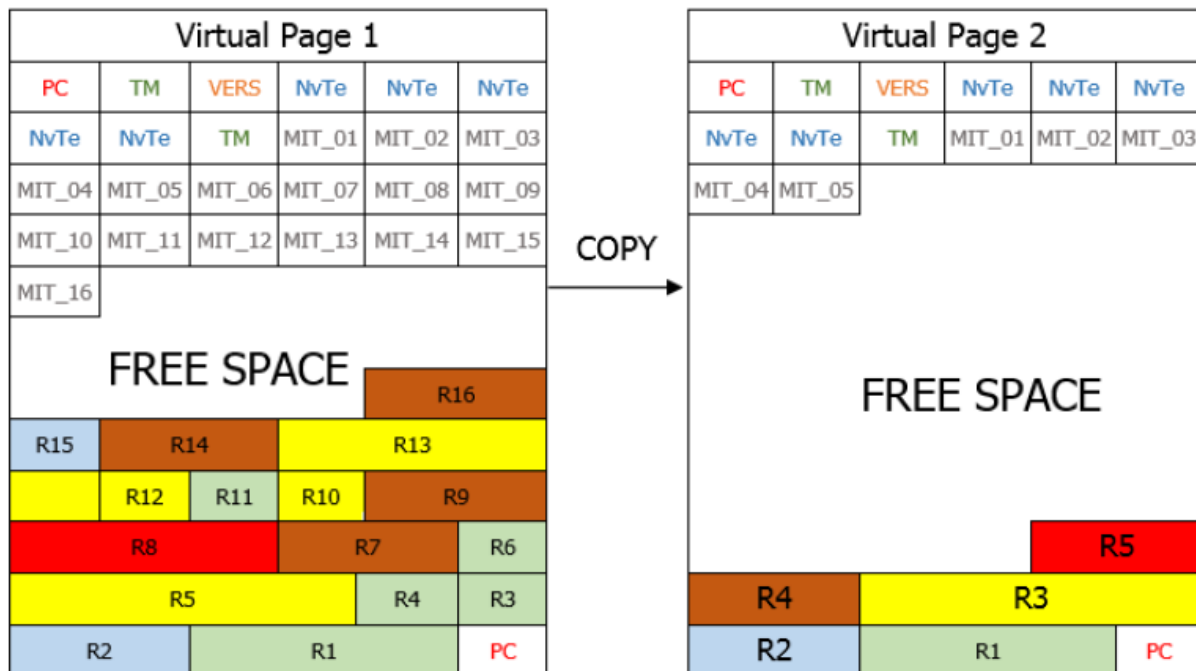 Virtual Page 1
PC TM VERS NvTe NvTe NvTe
NvTe NvTe TM MIT_01 MIT_02 MIT_03
MIT_04 MIT_05 MIT_06 MIT_07 MIT_08 MIT_09
MIT_10 MIT_11 MIT_12 MIT_13 MIT_14 MIT_15
MIT_16
FREE SPACE
R16
R15 R14 R13
R12 R11 R10 R9
R8 R7 R6
R5 R4 R3
R2 R1 PC
COPY
Virtual Page 2
PC TM VERS NvTe NvTe NvTe
NvTe NvTe TM MIT_01 MIT_02 MIT_03
MIT_04 MIT_05
FREE SPACE
R5
R4 R3
R2 R1 PC